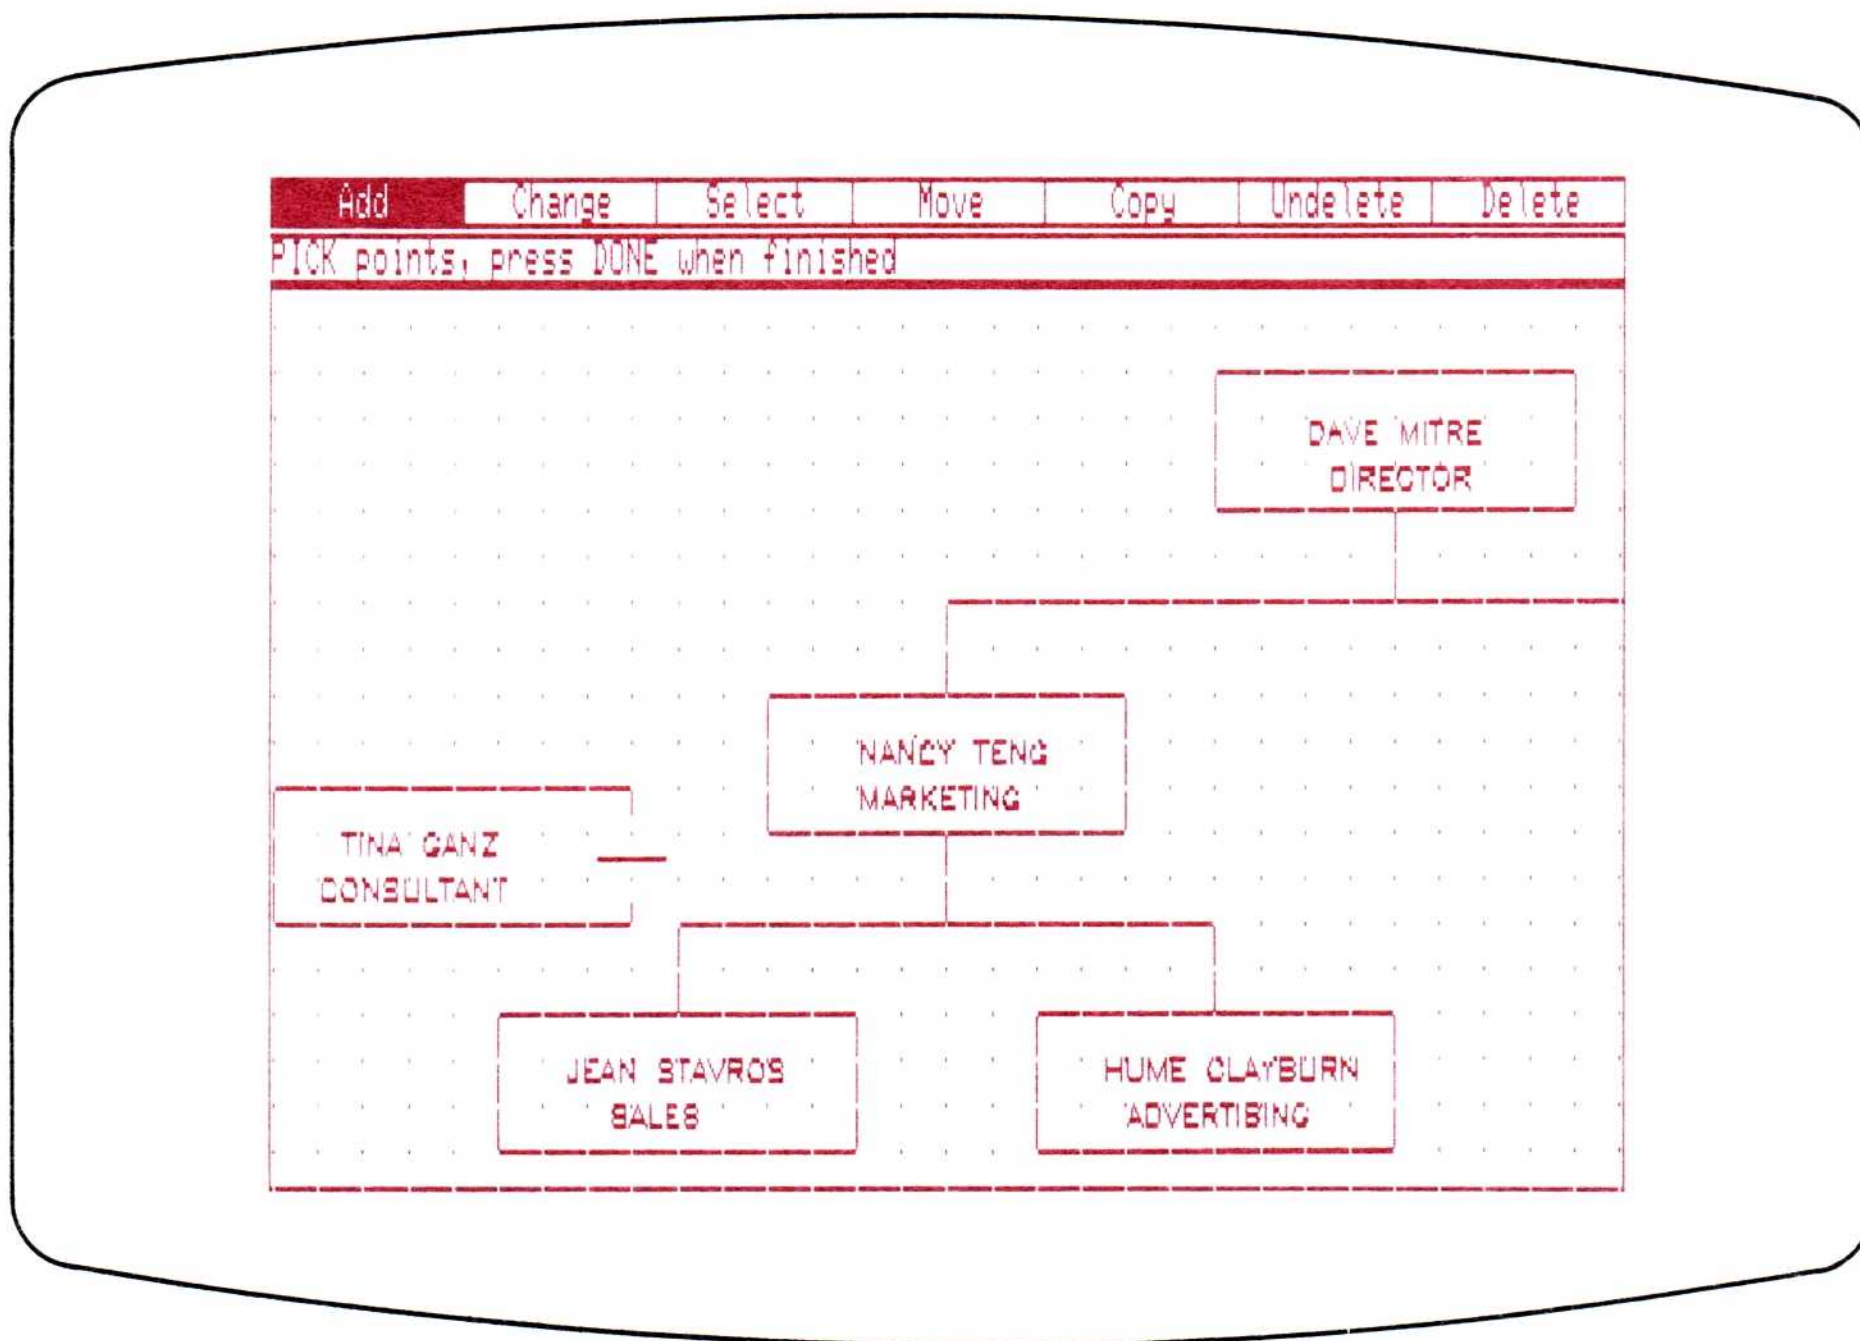 Add Change Select Move Copy Undelete Delete
PICK points, press DONE when finished
DAVE MITRE
DIRECTOR
NANCY TENG
MARKETING
TINA GANZ
CONSULTANT
JEAN STAVROS
SALES
HUME CLAYBURN
ADVERTISING